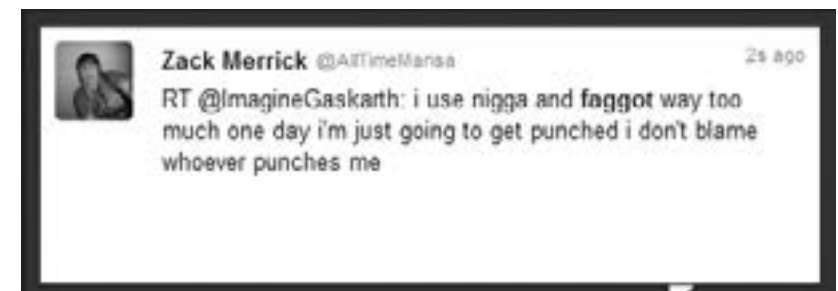 Zack Merrick @AllTimeMarisa 2s ago
RT @ImagineGaskarth: i use nigga and faggot way too
much one day i'm just going to get punched i don't blame
whoever punches me